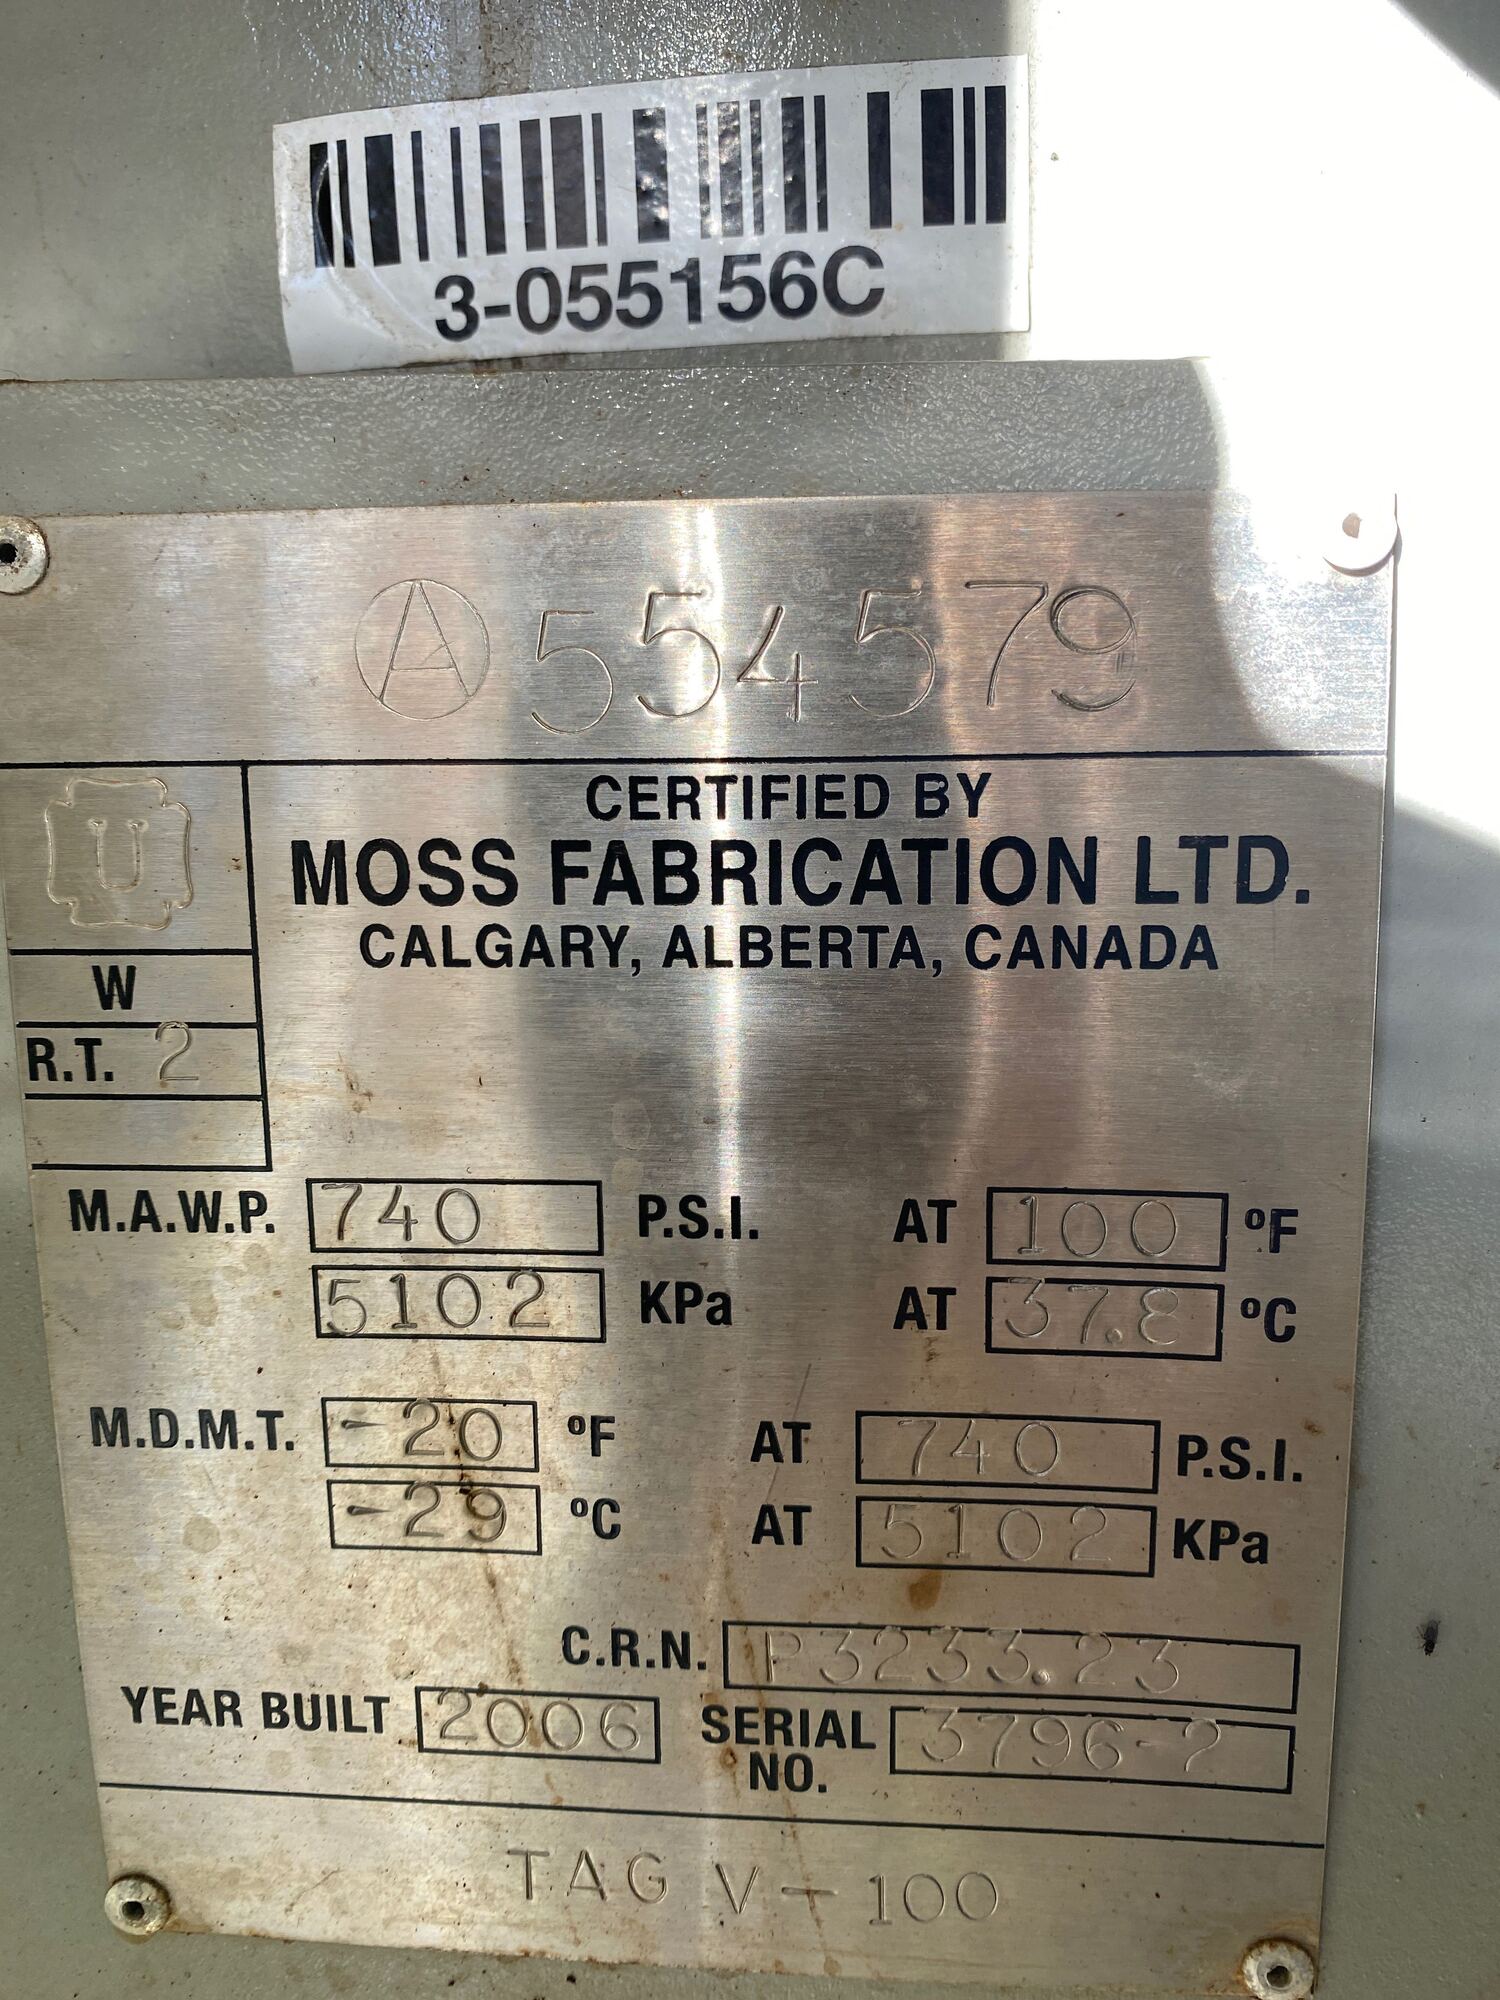 3-055156C
A 554579
U
CERTIFIED BY
MOSS FABRICATION LTD.
CALGARY, ALBERTA, CANADA
W
R.T. 2
M.A.W.P. 740 P.S.I. AT 100 ºF
5102 KPa AT 37.8 ºC
M.D.M.T. -20 ºF AT 740 P.S.I.
-29 ºC AT 5102 KPa
C.R.N. P3233.23
YEAR BUILT 2006 SERIAL NO. 3796-2
TAG V-100